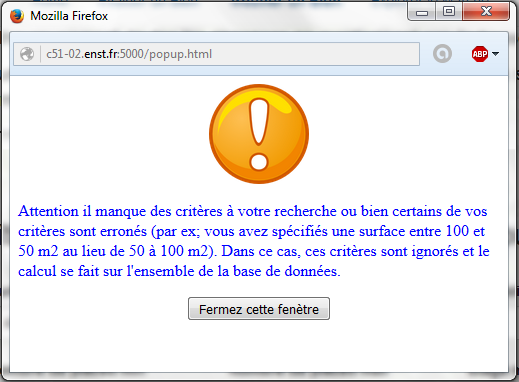 Mozilla Firefox
c51-02.enst.fr:5000/popup.html
ABP
Attention il manque des critères à votre recherche ou bien certains de vos
critères sont erronés (par ex; vous avez spécifiés une surface entre 100 et
50 m2 au lieu de 50 à 100 m2). Dans ce cas, ces critères sont ignorés et le
calcul se fait sur l'ensemble de la base de données.
Fermez cette fenètre